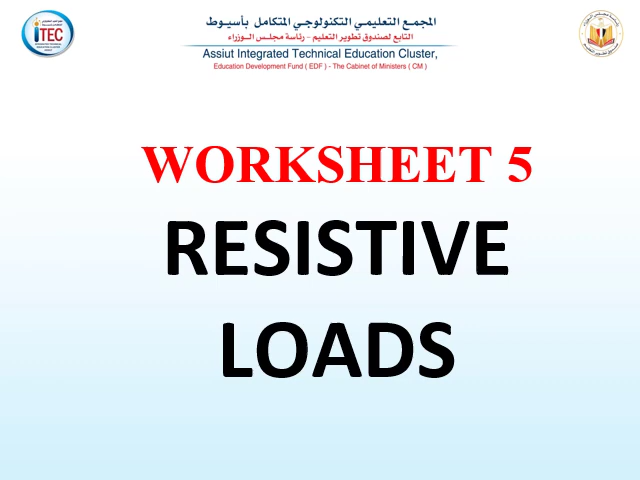 iTEC
المجمع التعليمي التكنولوجي المتكامل بأسيوط
التابع لصندوق تطوير التعليم - رئاسة مجلس الوزراء
Assiut Integrated Technical Education Cluster,
Education Development Fund ( EDF ) - The Cabinet of Ministers ( CM )
WORKSHEET 5
RESISTIVE
LOADS